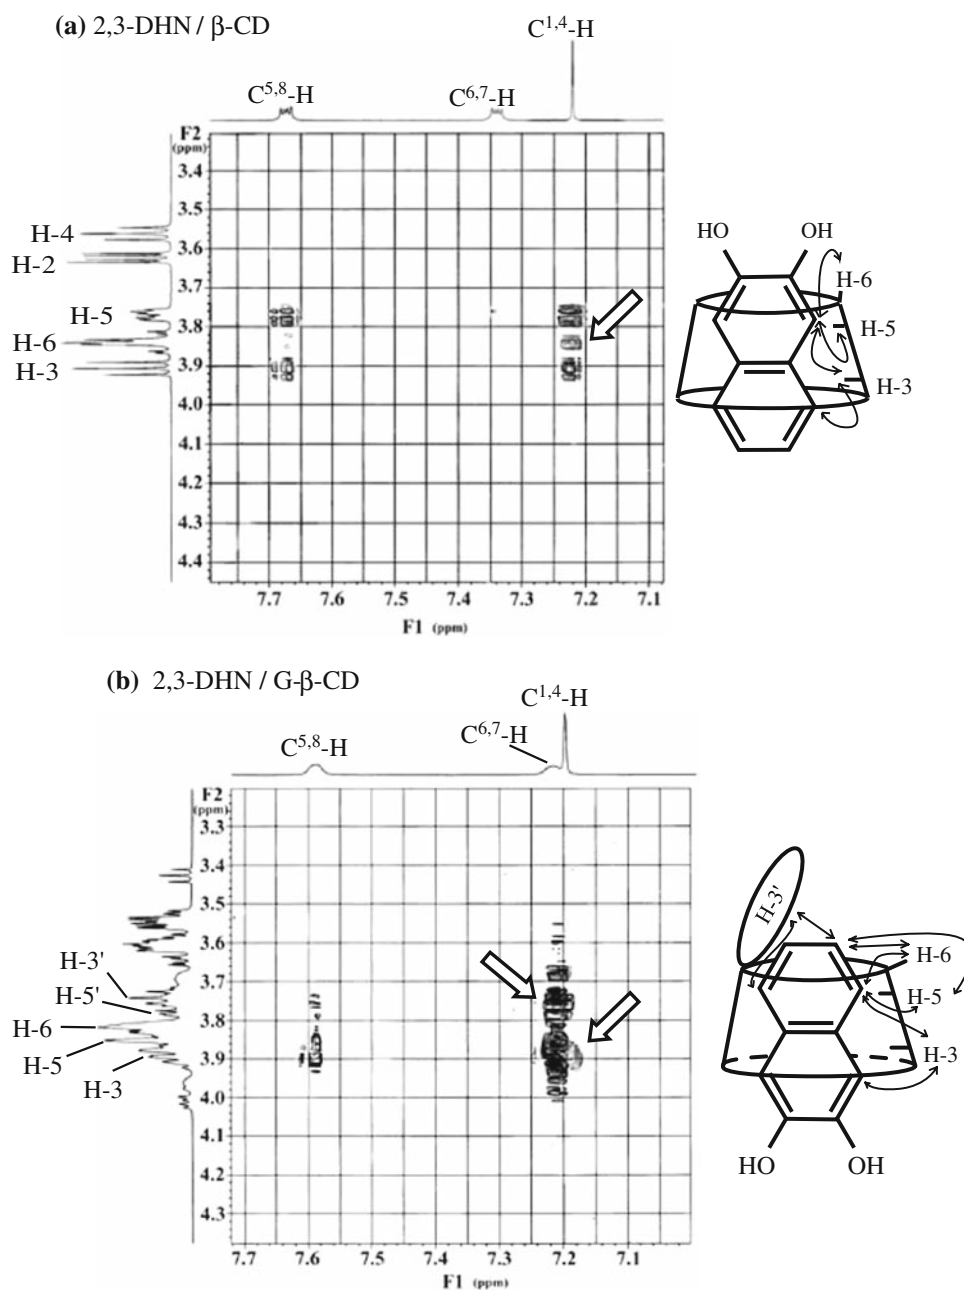 (a) 2,3-DHN / β-CD
C1,4-H
C5,8-H
C6,7-H
F2
(ppm)
3.4
3.5
3.6
3.7
3.8
3.9
4.0
4.1
4.2
4.3
4.4
H-4
H-2
H-5
H-6
H-3
7.7 7.6 7.5 7.4 7.3 7.2 7.1
F1 (ppm)
HO OH
H-6
H-5
H-3
(b) 2,3-DHN / G-β-CD
C1,4-H
C6,7-H
C5,8-H
F2
(ppm)
3.3
3.4
3.5
3.6
3.7
3.8
3.9
4.0
4.1
4.2
4.3
H-3'
H-5'
H-6
H-5
H-3
7.7 7.6 7.5 7.4 7.3 7.2 7.1
F1 (ppm)
H-3'
H-6
H-5
H-3
HO OH